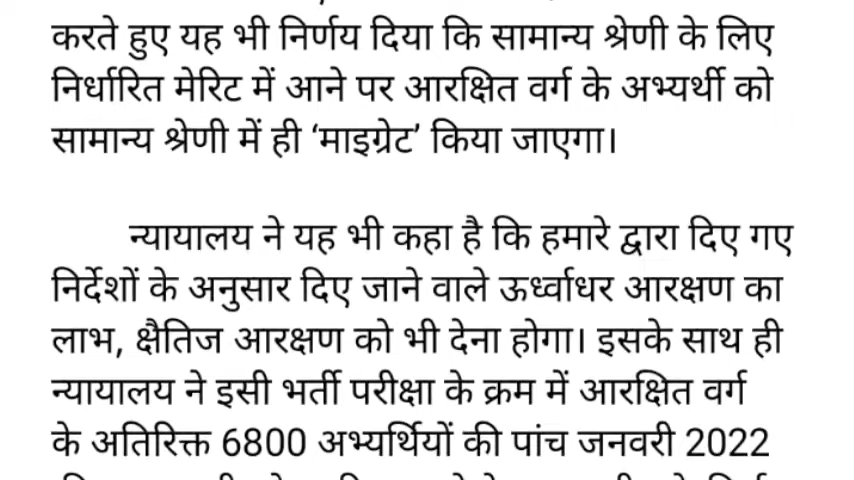 करते हुए यह भी निर्णय दिया कि सामान्य श्रेणी के लिए
निर्धारित मेरिट में आने पर आरक्षित वर्ग के अभ्यर्थी को
सामान्य श्रेणी में ही ‘माइग्रेट’ किया जाएगा।
न्यायालय ने यह भी कहा है कि हमारे द्वारा दिए गए
निर्देशों के अनुसार दिए जाने वाले ऊर्ध्वाधर आरक्षण का
लाभ, क्षैतिज आरक्षण को भी देना होगा। इसके साथ ही
न्यायालय ने इसी भर्ती परीक्षा के क्रम में आरक्षित वर्ग
के अतिरिक्त 6800 अभ्यर्थियों की पांच जनवरी 2022